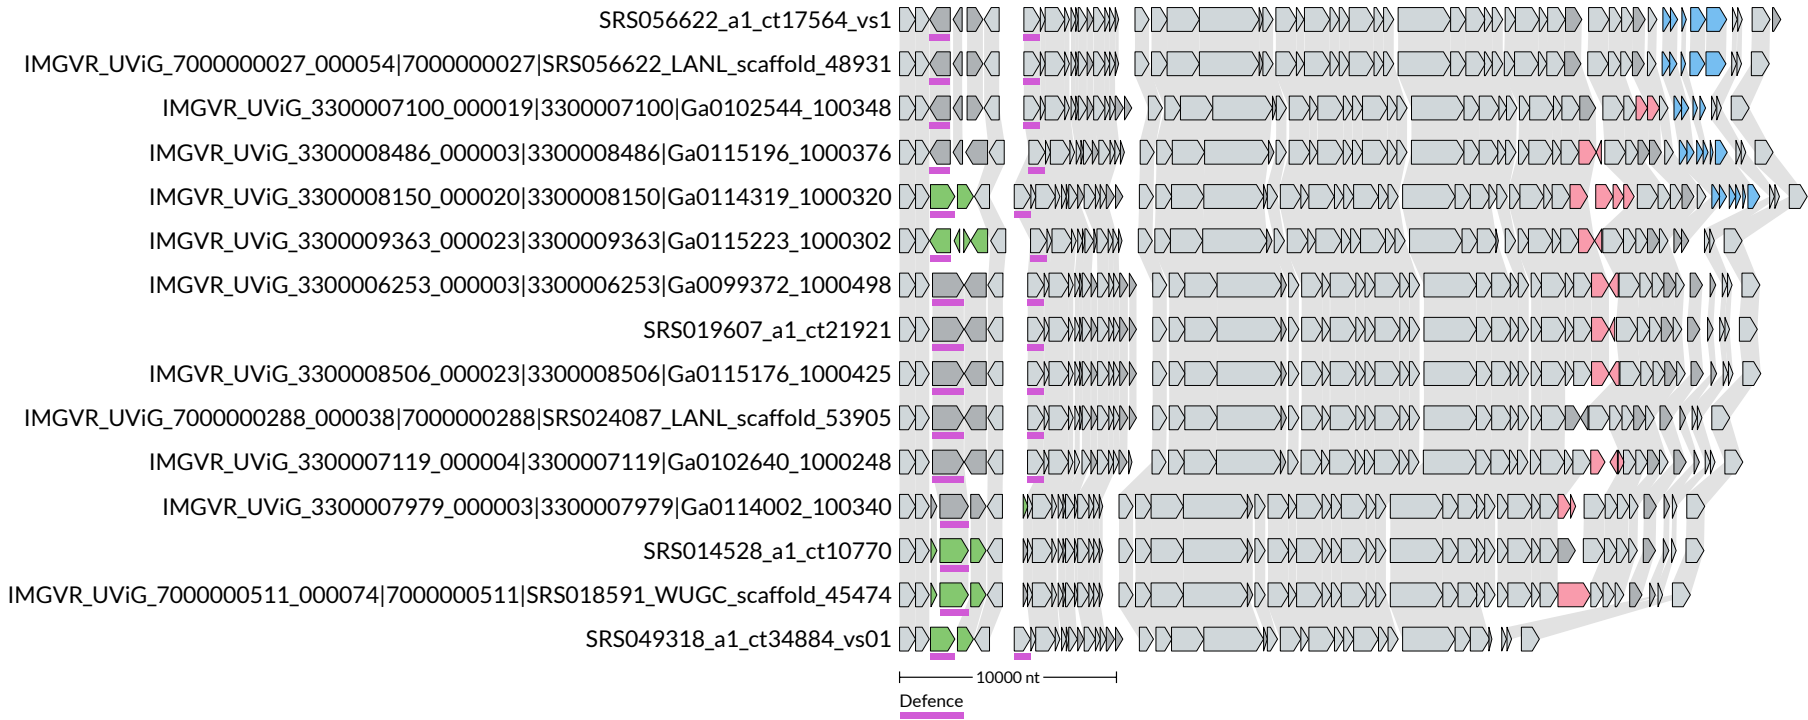 SRS056622_a1_ct17564_vs1
IMGVR_UViG_7000000027_000054|7000000027|SRS056622_LANL_scaffold_48931
IMGVR_UViG_3300007100_000019|3300007100|Ga0102544_100348
IMGVR_UViG_3300008486_000003|3300008486|Ga0115196_1000376
IMGVR_UViG_3300008150_000020|3300008150|Ga0114319_1000320
IMGVR_UViG_3300009363_000023|3300009363|Ga0115223_1000302
IMGVR_UViG_3300006253_000003|3300006253|Ga0099372_1000498
SRS019607_a1_ct21921
IMGVR_UViG_3300008506_000023|3300008506|Ga0115176_1000425
IMGVR_UViG_7000000288_000038|7000000288|SRS024087_LANL_scaffold_53905
IMGVR_UViG_3300007119_000004|3300007119|Ga0102640_1000248
IMGVR_UViG_3300007979_000003|3300007979|Ga0114002_100340
SRS014528_a1_ct10770
IMGVR_UViG_7000000511_000074|7000000511|SRS018591_WUGC_scaffold_45474
SRS049318_a1_ct34884_vs01
10000 nt
Defence